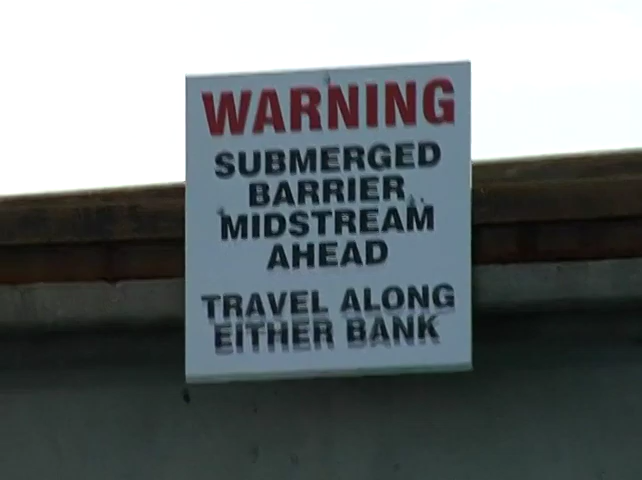 WARNING
SUBMERGED
BARRIER
MIDSTREAM
AHEAD
TRAVEL ALONG
EITHER BANK